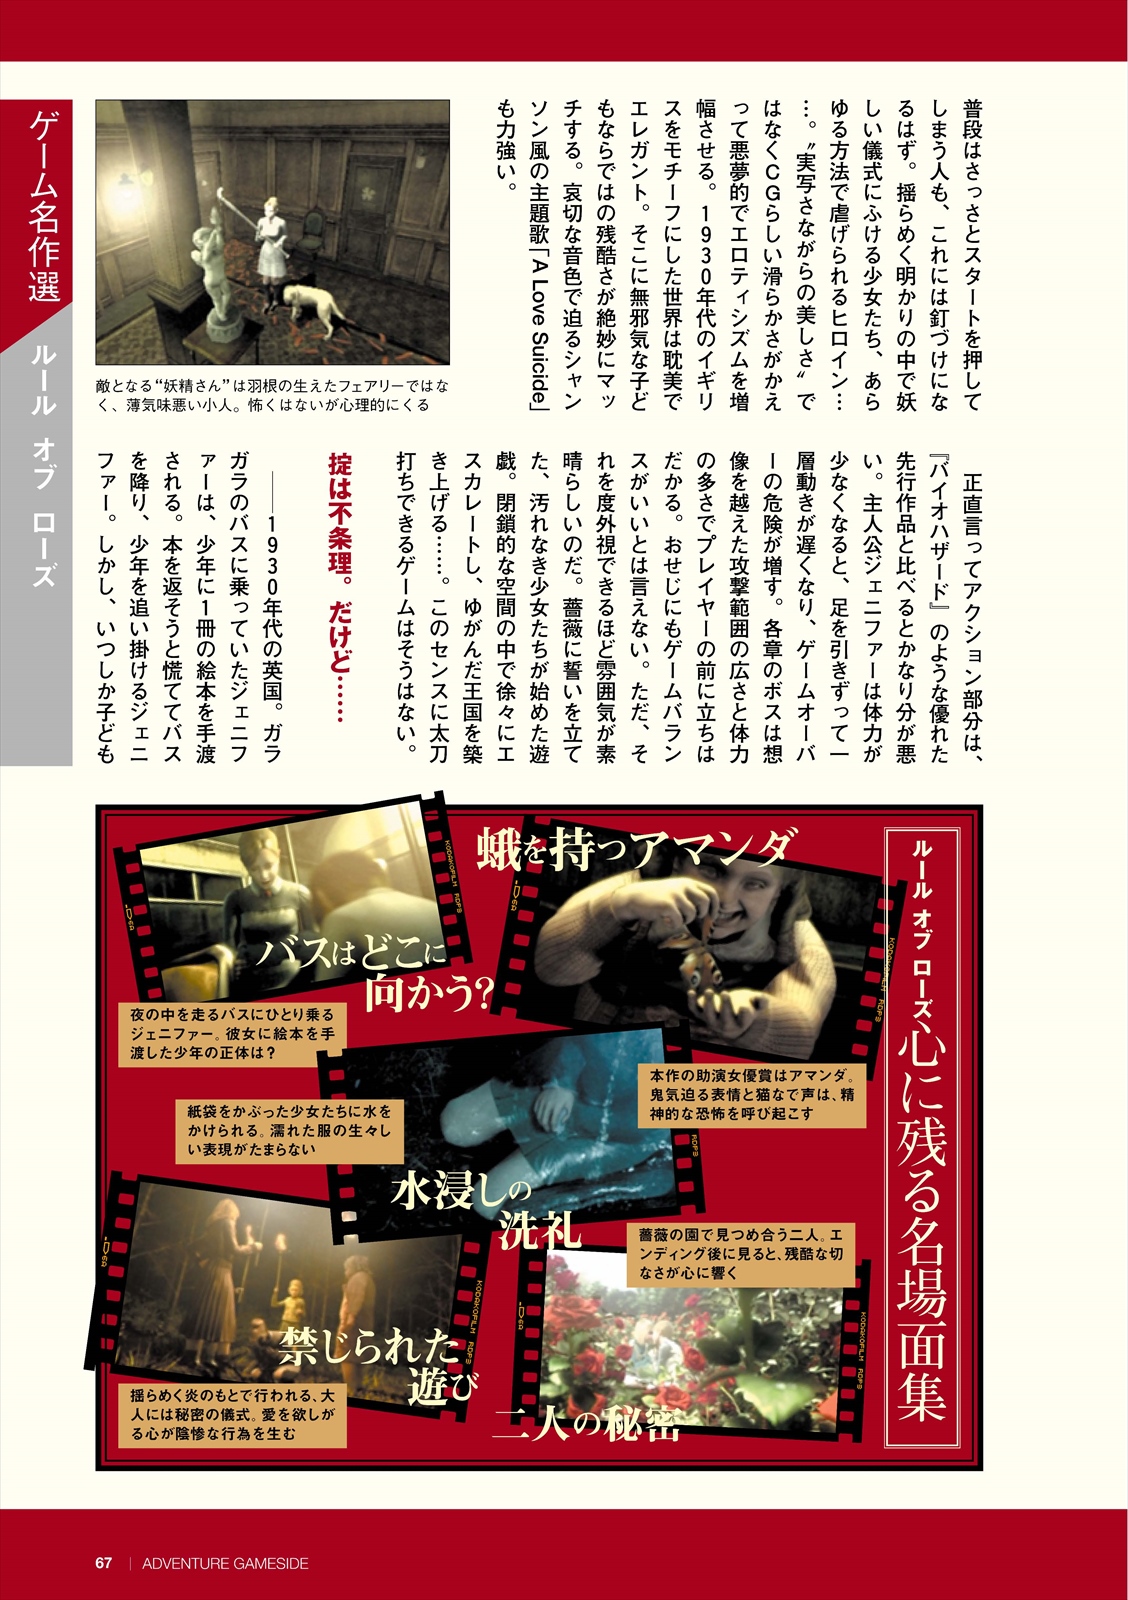 普段はさっさとスタートを押して
しまう人も、これには釘づけにな
るはず。揺らめく明かりの中で妖
しい儀式にふける少女たち、あら
ゆる方法で虐げられるヒロイン…
…。〝実写さながらの美しさ〟で
はなくCGらしい滑らかさがかえ
って悪夢的でエロティシズムを増
幅させる。1930年代のイギリ
スをモチーフにした世界は耽美で
エレガント。そこに無邪気な子ど
もならではの残酷さが絶妙にマッ
チする。哀切な音色で迫るシャン
ソン風の主題歌「A Love Suicide」
も力強い。
敵となる“妖精さん”は羽根の生えたフェアリーではな
く、薄気味悪い小人。怖くはないが心理的にくる
ゲーム名作選
ルール オブ ローズ
正直言ってアクション部分は、
『バイオハザード』のような優れた
先行作品と比べるとかなり分が悪
い。主人公ジェニファーは体力が
少なくなると、足を引きずって一
層動きが遅くなり、ゲームオーバ
ーの危険が増す。各章のボスは想
像を越えた攻撃範囲の広さと体力
の多さでプレイヤーの前に立ちは
だかる。おせじにもゲームバラン
スがいいとは言えない。ただ、そ
れを度外視できるほど雰囲気が素
晴らしいのだ。薔薇に誓いを立て
た、汚れなき少女たちが始めた遊
戯。閉鎖的な空間の中で徐々にエ
スカレートし、ゆがんだ王国を築
き上げる……。このセンスに太刀
打ちできるゲームはそうはない。
掟は不条理。だけど……
――1930年代の英国。ガラ
ガラのバスに乗っていたジェニフ
ァーは、少年に1冊の絵本を手渡
される。本を返そうと慌ててバス
を降り、少年を追い掛けるジェニ
ファー。しかし、いつしか子ども
ルール オブ ローズ 心に残る名場面集
蛾を持つアマンダ
KODAKOFILM RDP3
本作の助演女優賞はアマンダ。
鬼気迫る表情と猫なで声は、精
神的な恐怖を呼び起こす
バスはどこに
向かう?
KODAKOFILM RDP3
夜の中を走るバスにひとり乗る
ジェニファー。彼女に絵本を手
渡した少年の正体は?
紙袋をかぶった少女たちに水を
かけられる。濡れた服の生々し
い表現がたまらない
水浸しの
洗礼
RDP3
薔薇の園で見つめ合う二人。エ
ンディング後に見ると、残酷な切
なさが心に響く
二人の秘密
KODAKOFILM RDP3
禁じられた
遊び
KODAKOFILM RDP3
揺らめく炎のもとで行われる、大
人には秘密の儀式。愛を欲しが
る心が陰惨な行為を生む
67 | ADVENTURE GAMESIDE